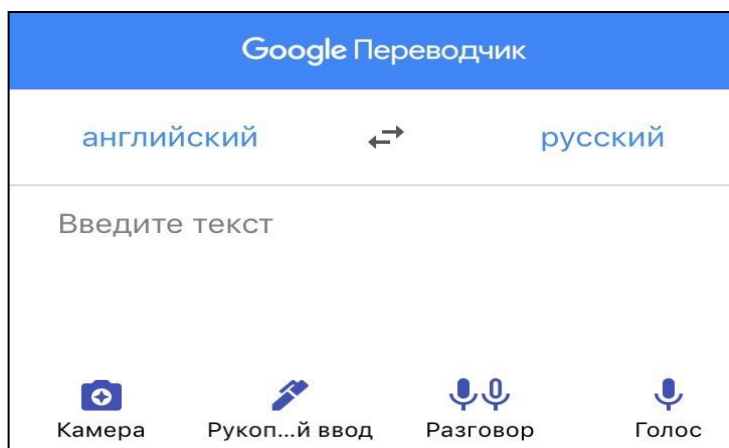 Google Переводчик
английский русский
Введите текст
Камера Рукоп...й ввод Разговор Голос